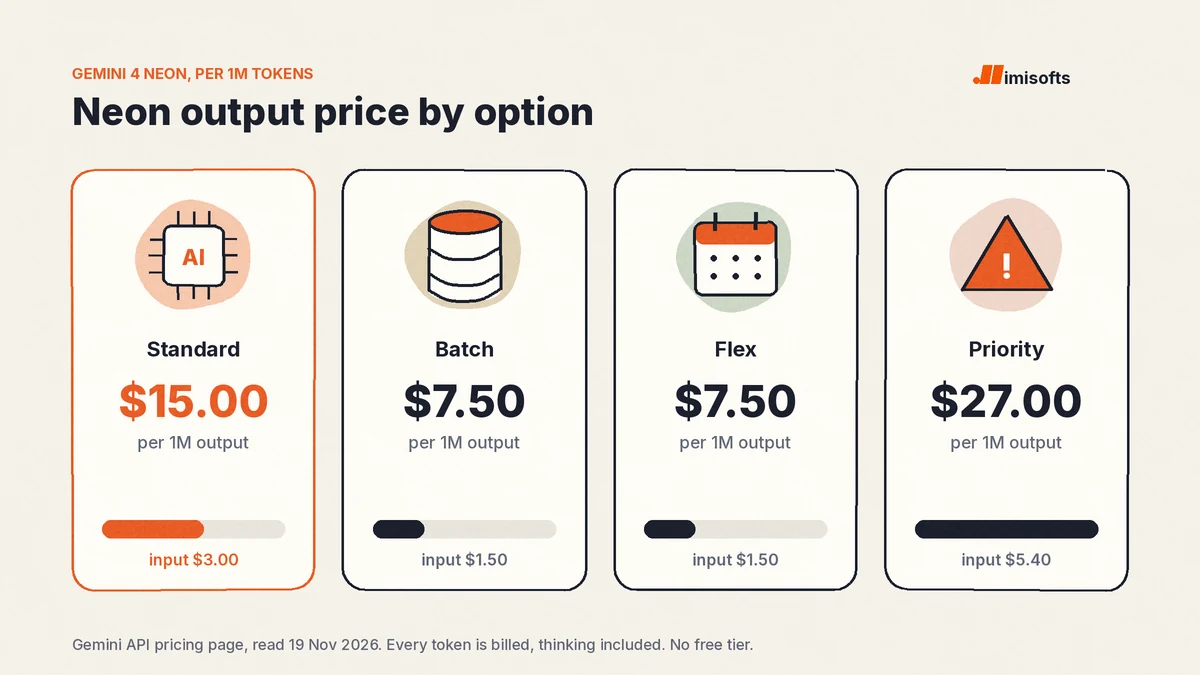 GEMINI 4 NEON, PER 1M TOKENS
imisofts
Neon output price by option
AI
Standard
$15.00
per 1M output
input $3.00
Batch
$7.50
per 1M output
input $1.50
Flex
$7.50
per 1M output
input $1.50
!
Priority
$27.00
per 1M output
input $5.40
Gemini API pricing page, read 19 Nov 2026. Every token is billed, thinking included. No free tier.